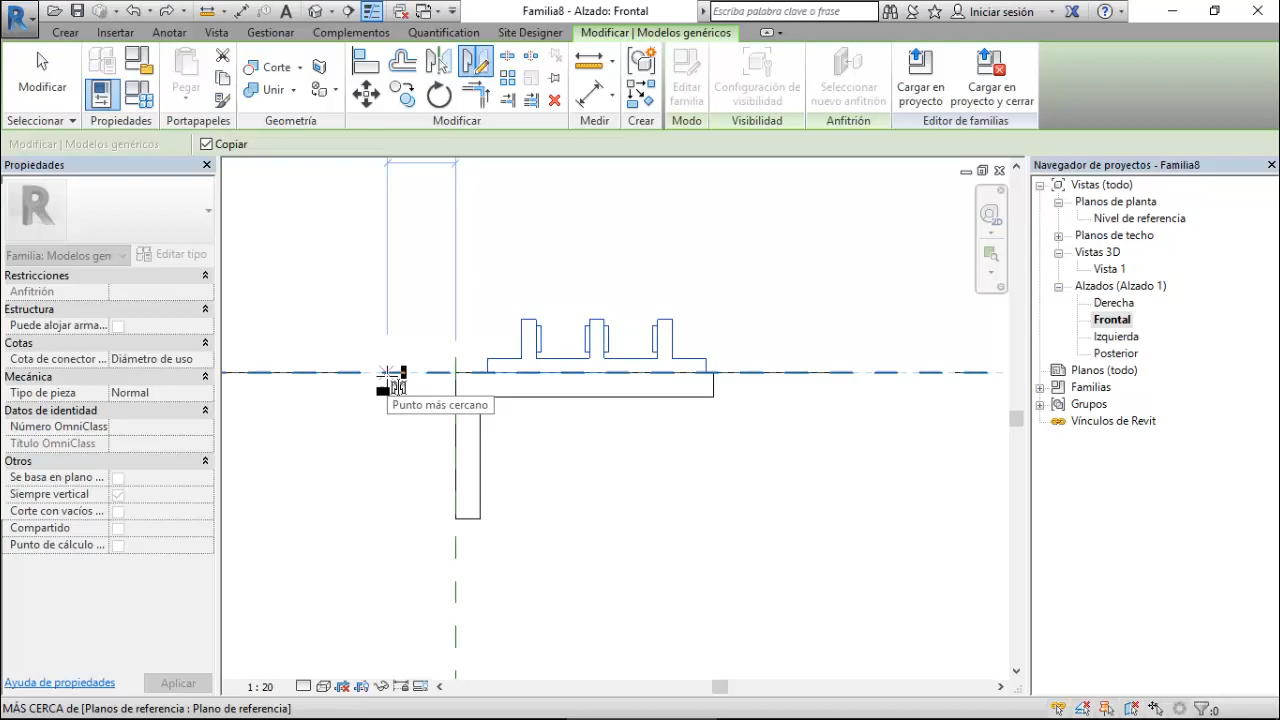 Familia8 - Alzado: Frontal
Escriba palabra clave o frase
Iniciar sesión
Crear
Insertar
Anotar
Vista
Gestionar
Complementos
Quantification
Site Designer
Modificar | Modelos genéricos
Modificar
Pegar
Corte
Unir
Editar
familia
Configuración de
visibilidad
Seleccionar
nuevo anfitrión
Cargar en
proyecto
Cargar en
proyecto y cerrar
Seleccionar
Propiedades
Portapapeles
Geometría
Modificar
Medir
Crear
Modo
Visibilidad
Anfitrión
Editor de familias
Modificar | Modelos genéricos
Copiar
Propiedades
Familia: Modelos gen
Editar tipo
Restricciones
Anfitrión
Estructura
Puede alojar arma...
Cotas
Cota de conector ... Diámetro de uso
Mecánica
Tipo de pieza Normal
Datos de identidad
Número OmniClass
Título OmniClass
Otros
Se basa en plano ...
Siempre vertical
Corte con vacíos ...
Compartido
Punto de cálculo ...
Ayuda de propiedades
Aplicar
2D
Punto más cercano
1 : 20
Navegador de proyectos - Familia8
Vistas (todo)
Planos de planta
Nivel de referencia
Planos de techo
Vistas 3D
Vista 1
Alzados (Alzado 1)
Derecha
Frontal
Izquierda
Posterior
Planos (todo)
Familias
Grupos
Vínculos de Revit
MÁS CERCA de [Planos de referencia : Plano de referencia]
:0